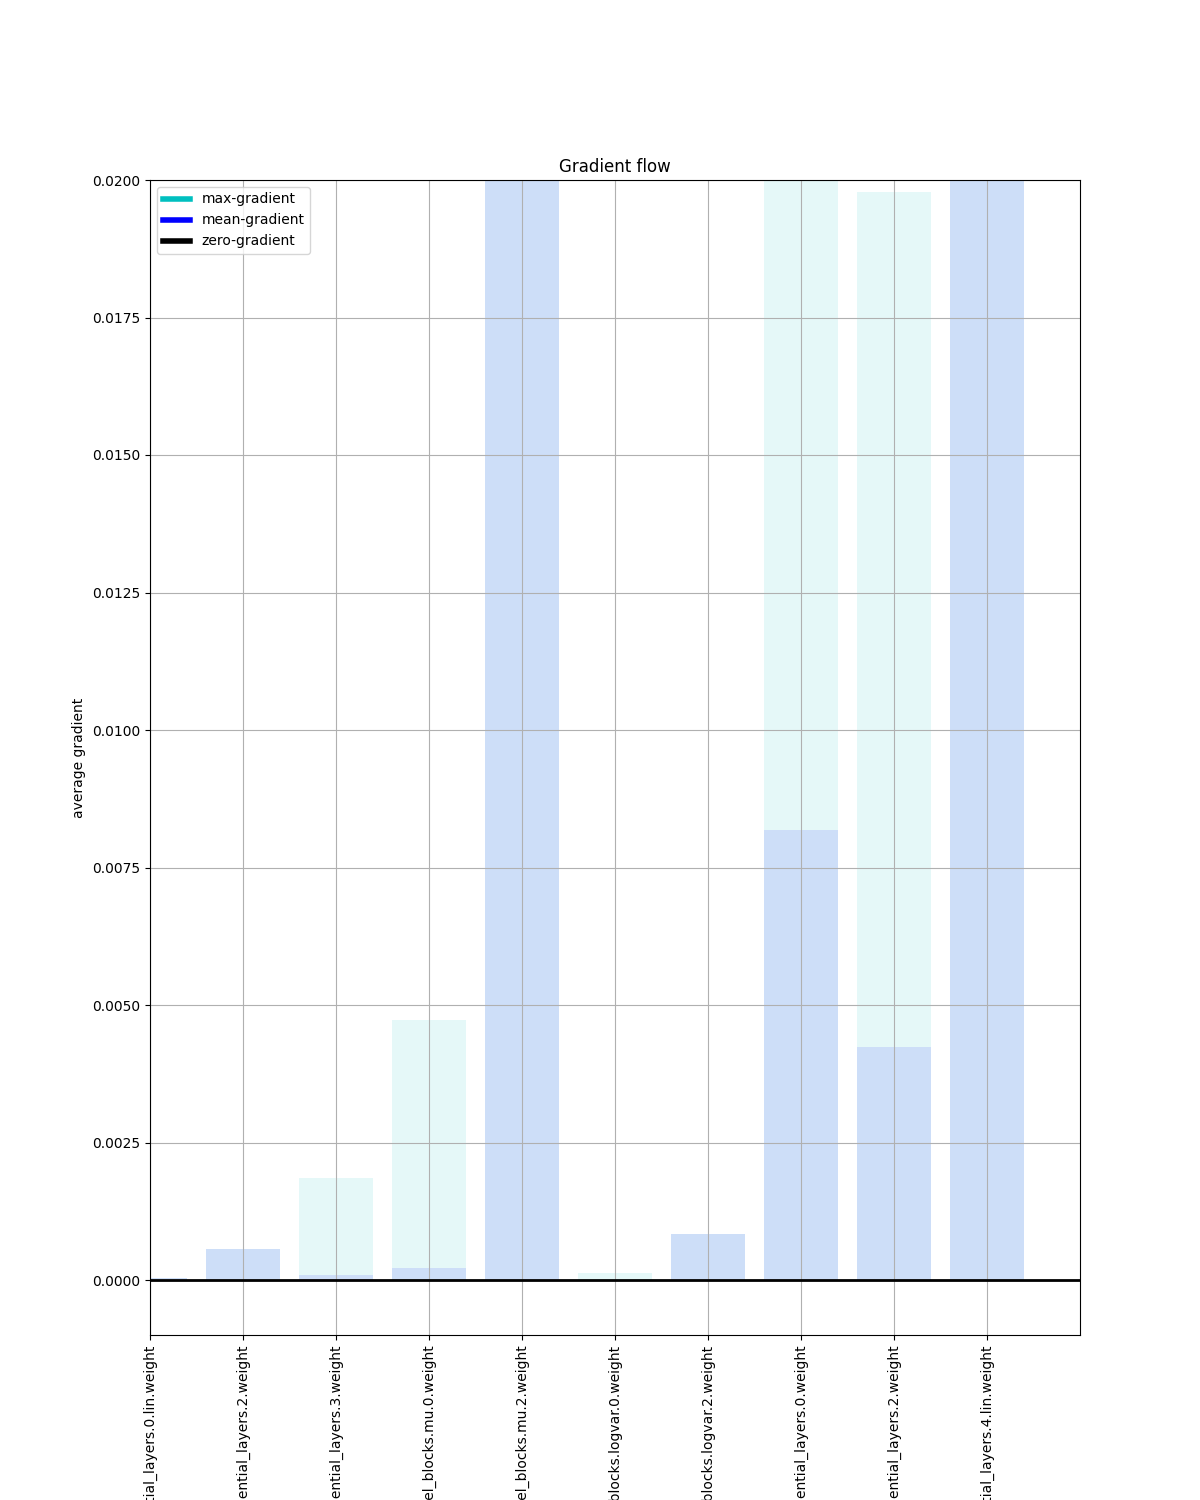 Gradient flow
max-gradient
mean-gradient
zero-gradient
0.0200
0.0175
0.0150
0.0125
0.0100
0.0075
0.0050
0.0025
0.0000
average gradient
tial_layers.0.lin.weight
ential_layers.2.weight
ential_layers.3.weight
el_blocks.mu.0.weight
el_blocks.mu.2.weight
blocks.logvar.0.weight
blocks.logvar.2.weight
ential_layers.0.weight
ential_layers.2.weight
tial_layers.4.lin.weight